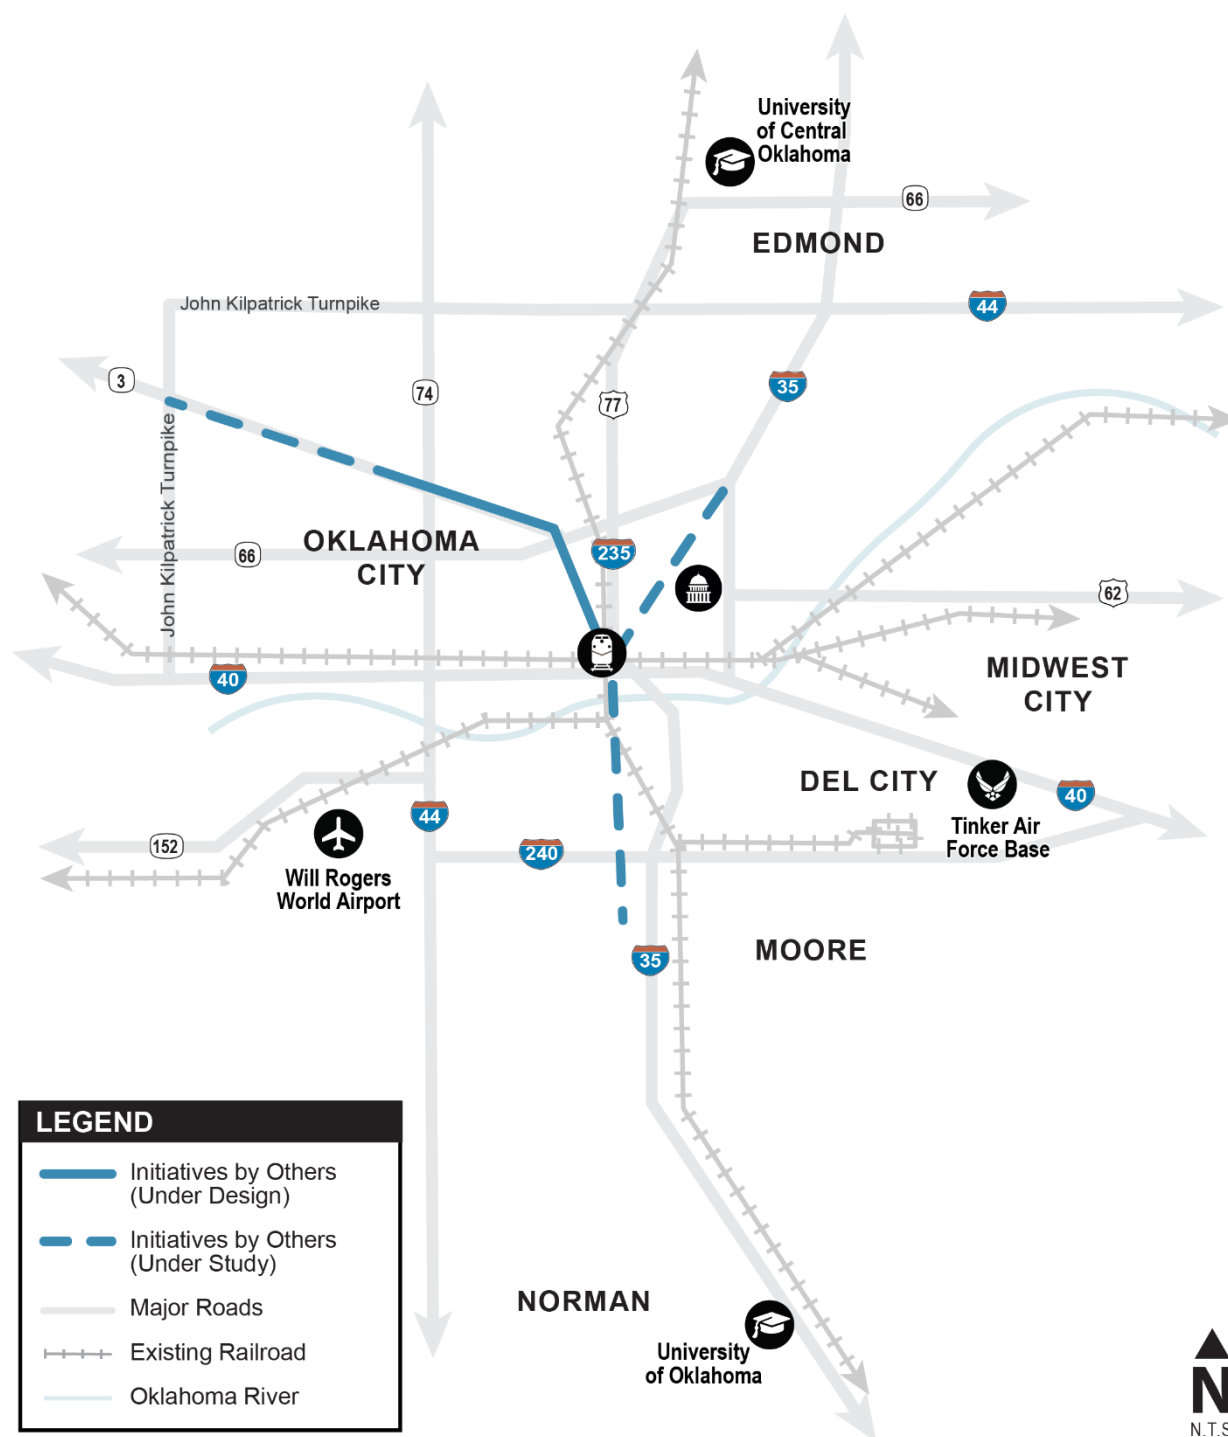 University
of Central
Oklahoma
66
EDMOND
John Kilpatrick Turnpike
44
3
74
77
35
John Kilpatrick Turnpike
OKLAHOMA
CITY
66
235
62
40
MIDWEST
CITY
DEL CITY
40
44
Tinker Air
Force Base
152
240
Will Rogers
World Airport
35
MOORE
LEGEND
Initiatives by Others
(Under Design)
Initiatives by Others
(Under Study)
Major Roads
Existing Railroad
Oklahoma River
NORMAN
University
of Oklahoma
N
N.T.S